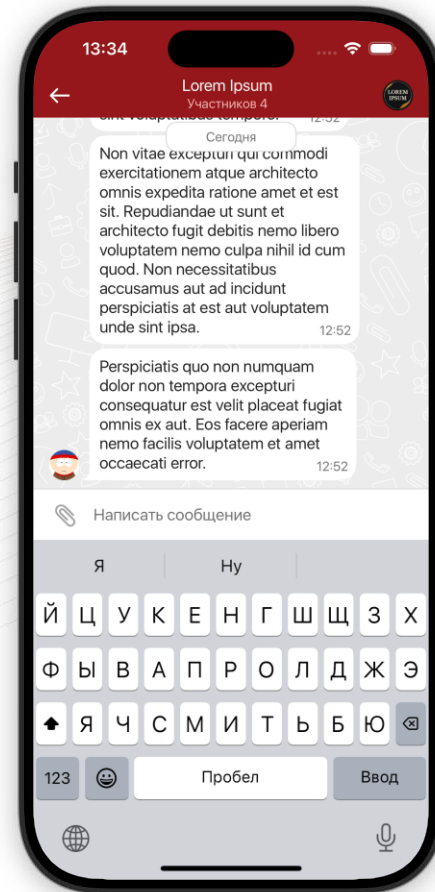 13:34
Lorem Ipsum
Участников 4
LOREM
IPSUM
12:52
Сегодня
Non vitae excepturi qui commodi
exercitationem atque architecto
omnis expedita ratione amet et est
sit. Repudiandae ut sunt et
architecto fugit debitis nemo libero
voluptatem nemo culpa nihil id cum
quod. Non necessitatibus
accusamus aut ad incidunt
perspiciatis at est aut voluptatem
unde sint ipsa.
12:52
Perspiciatis quo non numquam
dolor non tempora excepturi
consequatur est velit placeat fugiat
omnis ex aut. Eos facere aperiam
nemo facilis voluptatem et amet
occaecati error.
12:52
Написать сообщение
Я Ну
Й Ц У К Е Н Г Ш Щ З Х
Ф Ы В А П Р О Л Д Ж Э
Я Ч С М И Т Ь Б Ю
123 Пробел Ввод